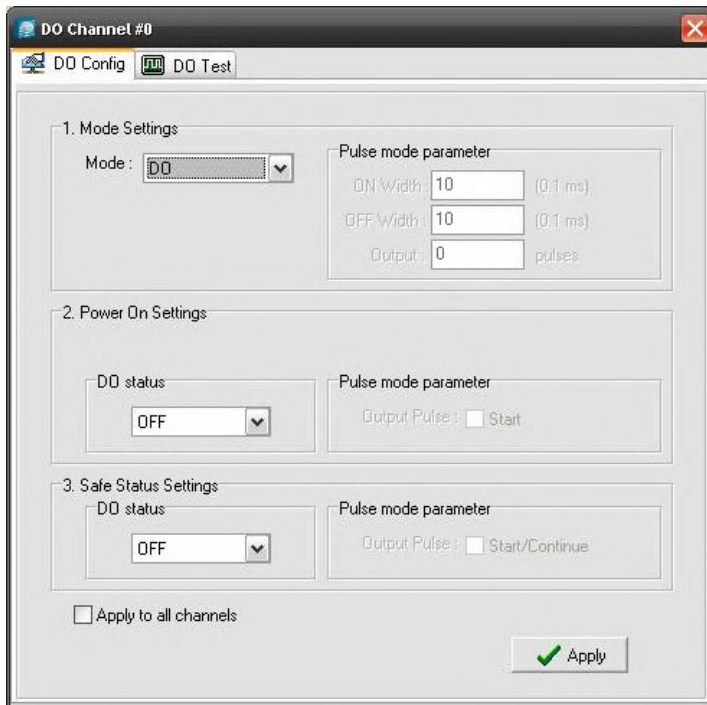 DO Channel #0
DO Config DO Test
1. Mode Settings
Mode : DO
Pulse mode parameter
ON Width : 10 (0.1 ms)
OFF Width : 10 (0.1 ms)
Output : 0 pulses
2. Power On Settings
DO status
OFF
Pulse mode parameter
Output Pulse : Start
3. Safe Status Settings
DO status
OFF
Pulse mode parameter
Output Pulse : Start/Continue
Apply to all channels
Apply